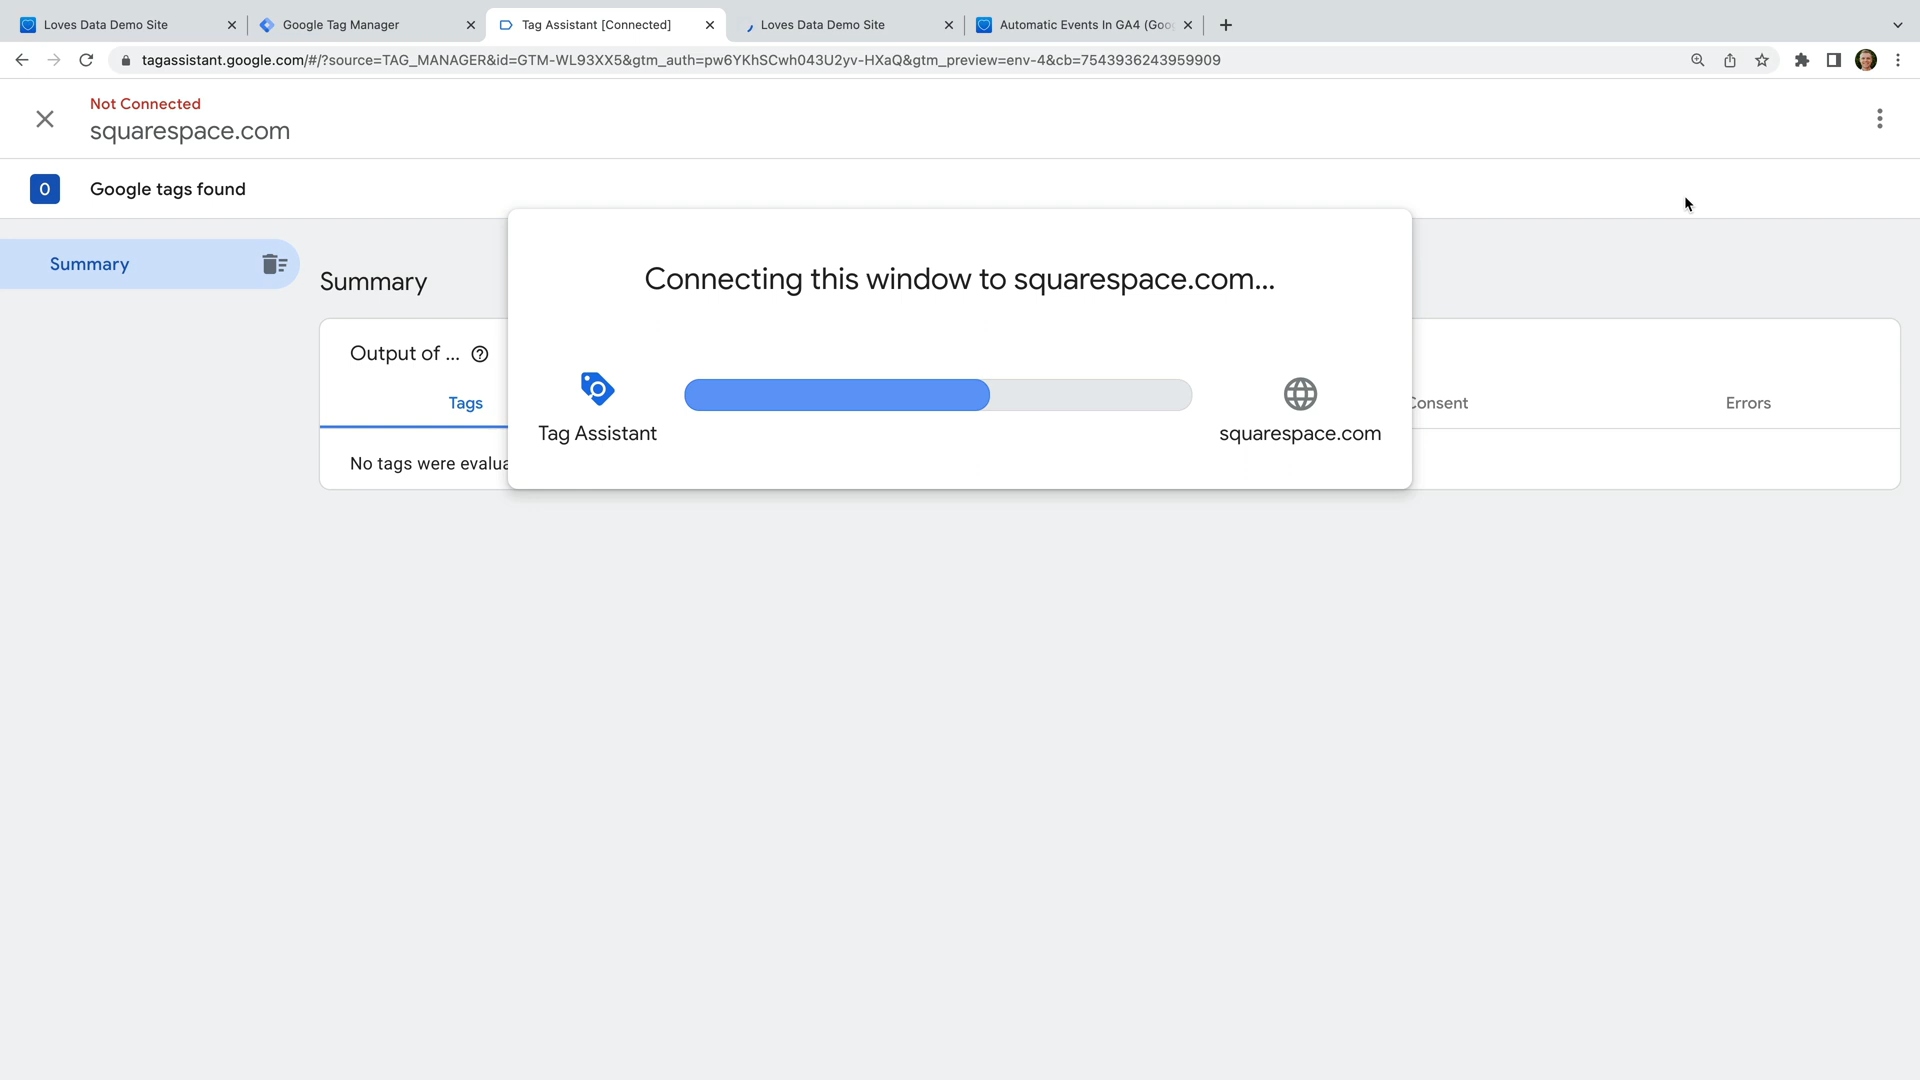 Loves Data Demo Site
Google Tag Manager
Tag Assistant [Connected]
Loves Data Demo Site
Automatic Events In GA4 (Goo
tagassistant.google.com/#/?source=TAG_MANAGER&id=GTM-WL93XX5&gtm_auth=pw6YKhSCwh043U2yv-HXaQ&gtm_preview=env-4&cb=7543936243959909
Not Connected
squarespace.com
0 Google tags found
Summary
Summary
Connecting this window to squarespace.com...
Tag Assistant
squarespace.com
Output of ...
Tags
Consent
Errors
No tags were evalua